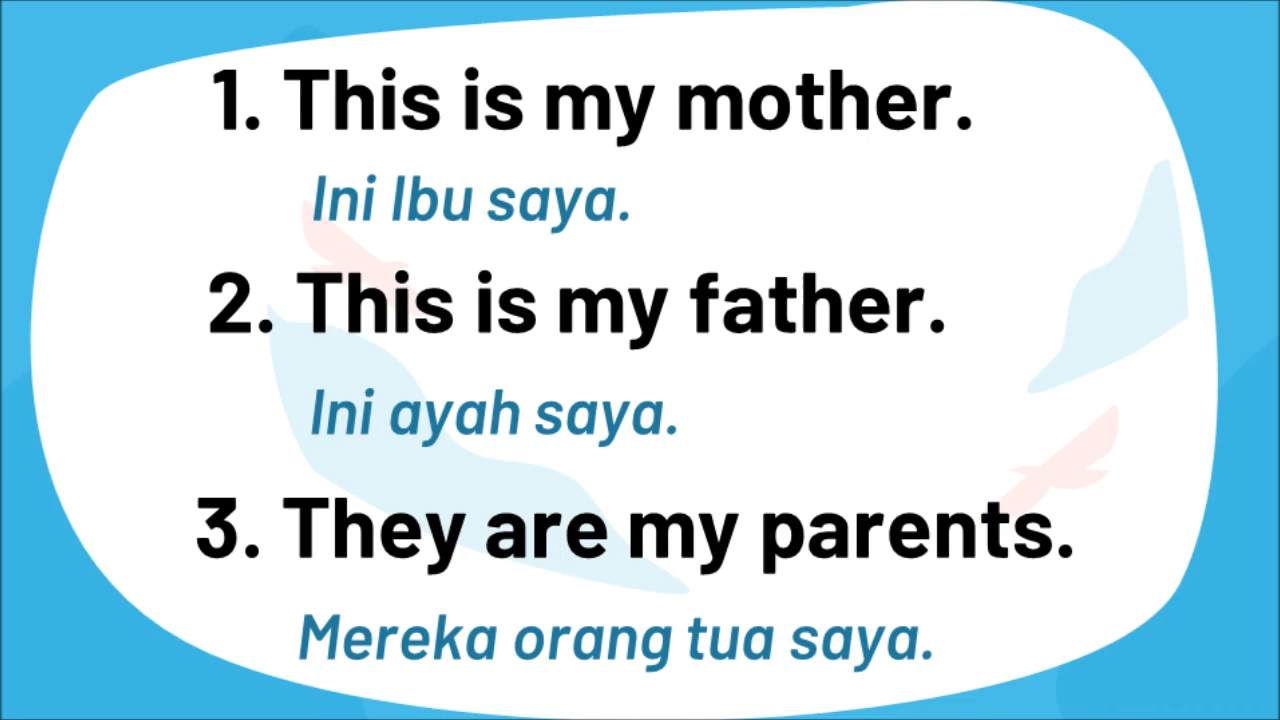 1. This is my mother.
Ini Ibu saya.
2. This is my father.
Ini ayah saya.
3. They are my parents.
Mereka orang tua saya.